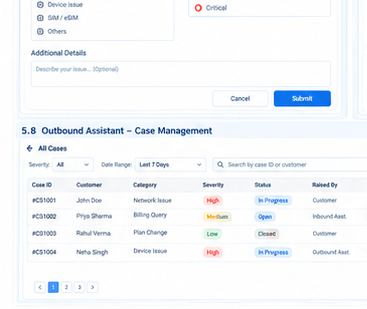 Device Issue
SIM / eSIM
Others
Critical
Additional Details
Describe your issue... (Optional)
Cancel
Submit
5.8 Outbound Assistant – Case Management
← All Cases
Severity: All Date Range: Last 7 Days Search by case ID or customer
Case ID Customer Category Severity Status Raised By
#CS1001 John Doe Network Issue High In Progress Customer
#CS1002 Priya Sharma Billing Query Medium Open Inbound Asst.
#CS1003 Rahul Verma Plan Change Low Closed Customer
#CS1004 Neha Singh Device Issue High In Progress Outbound Asst.
< 1 2 3 >